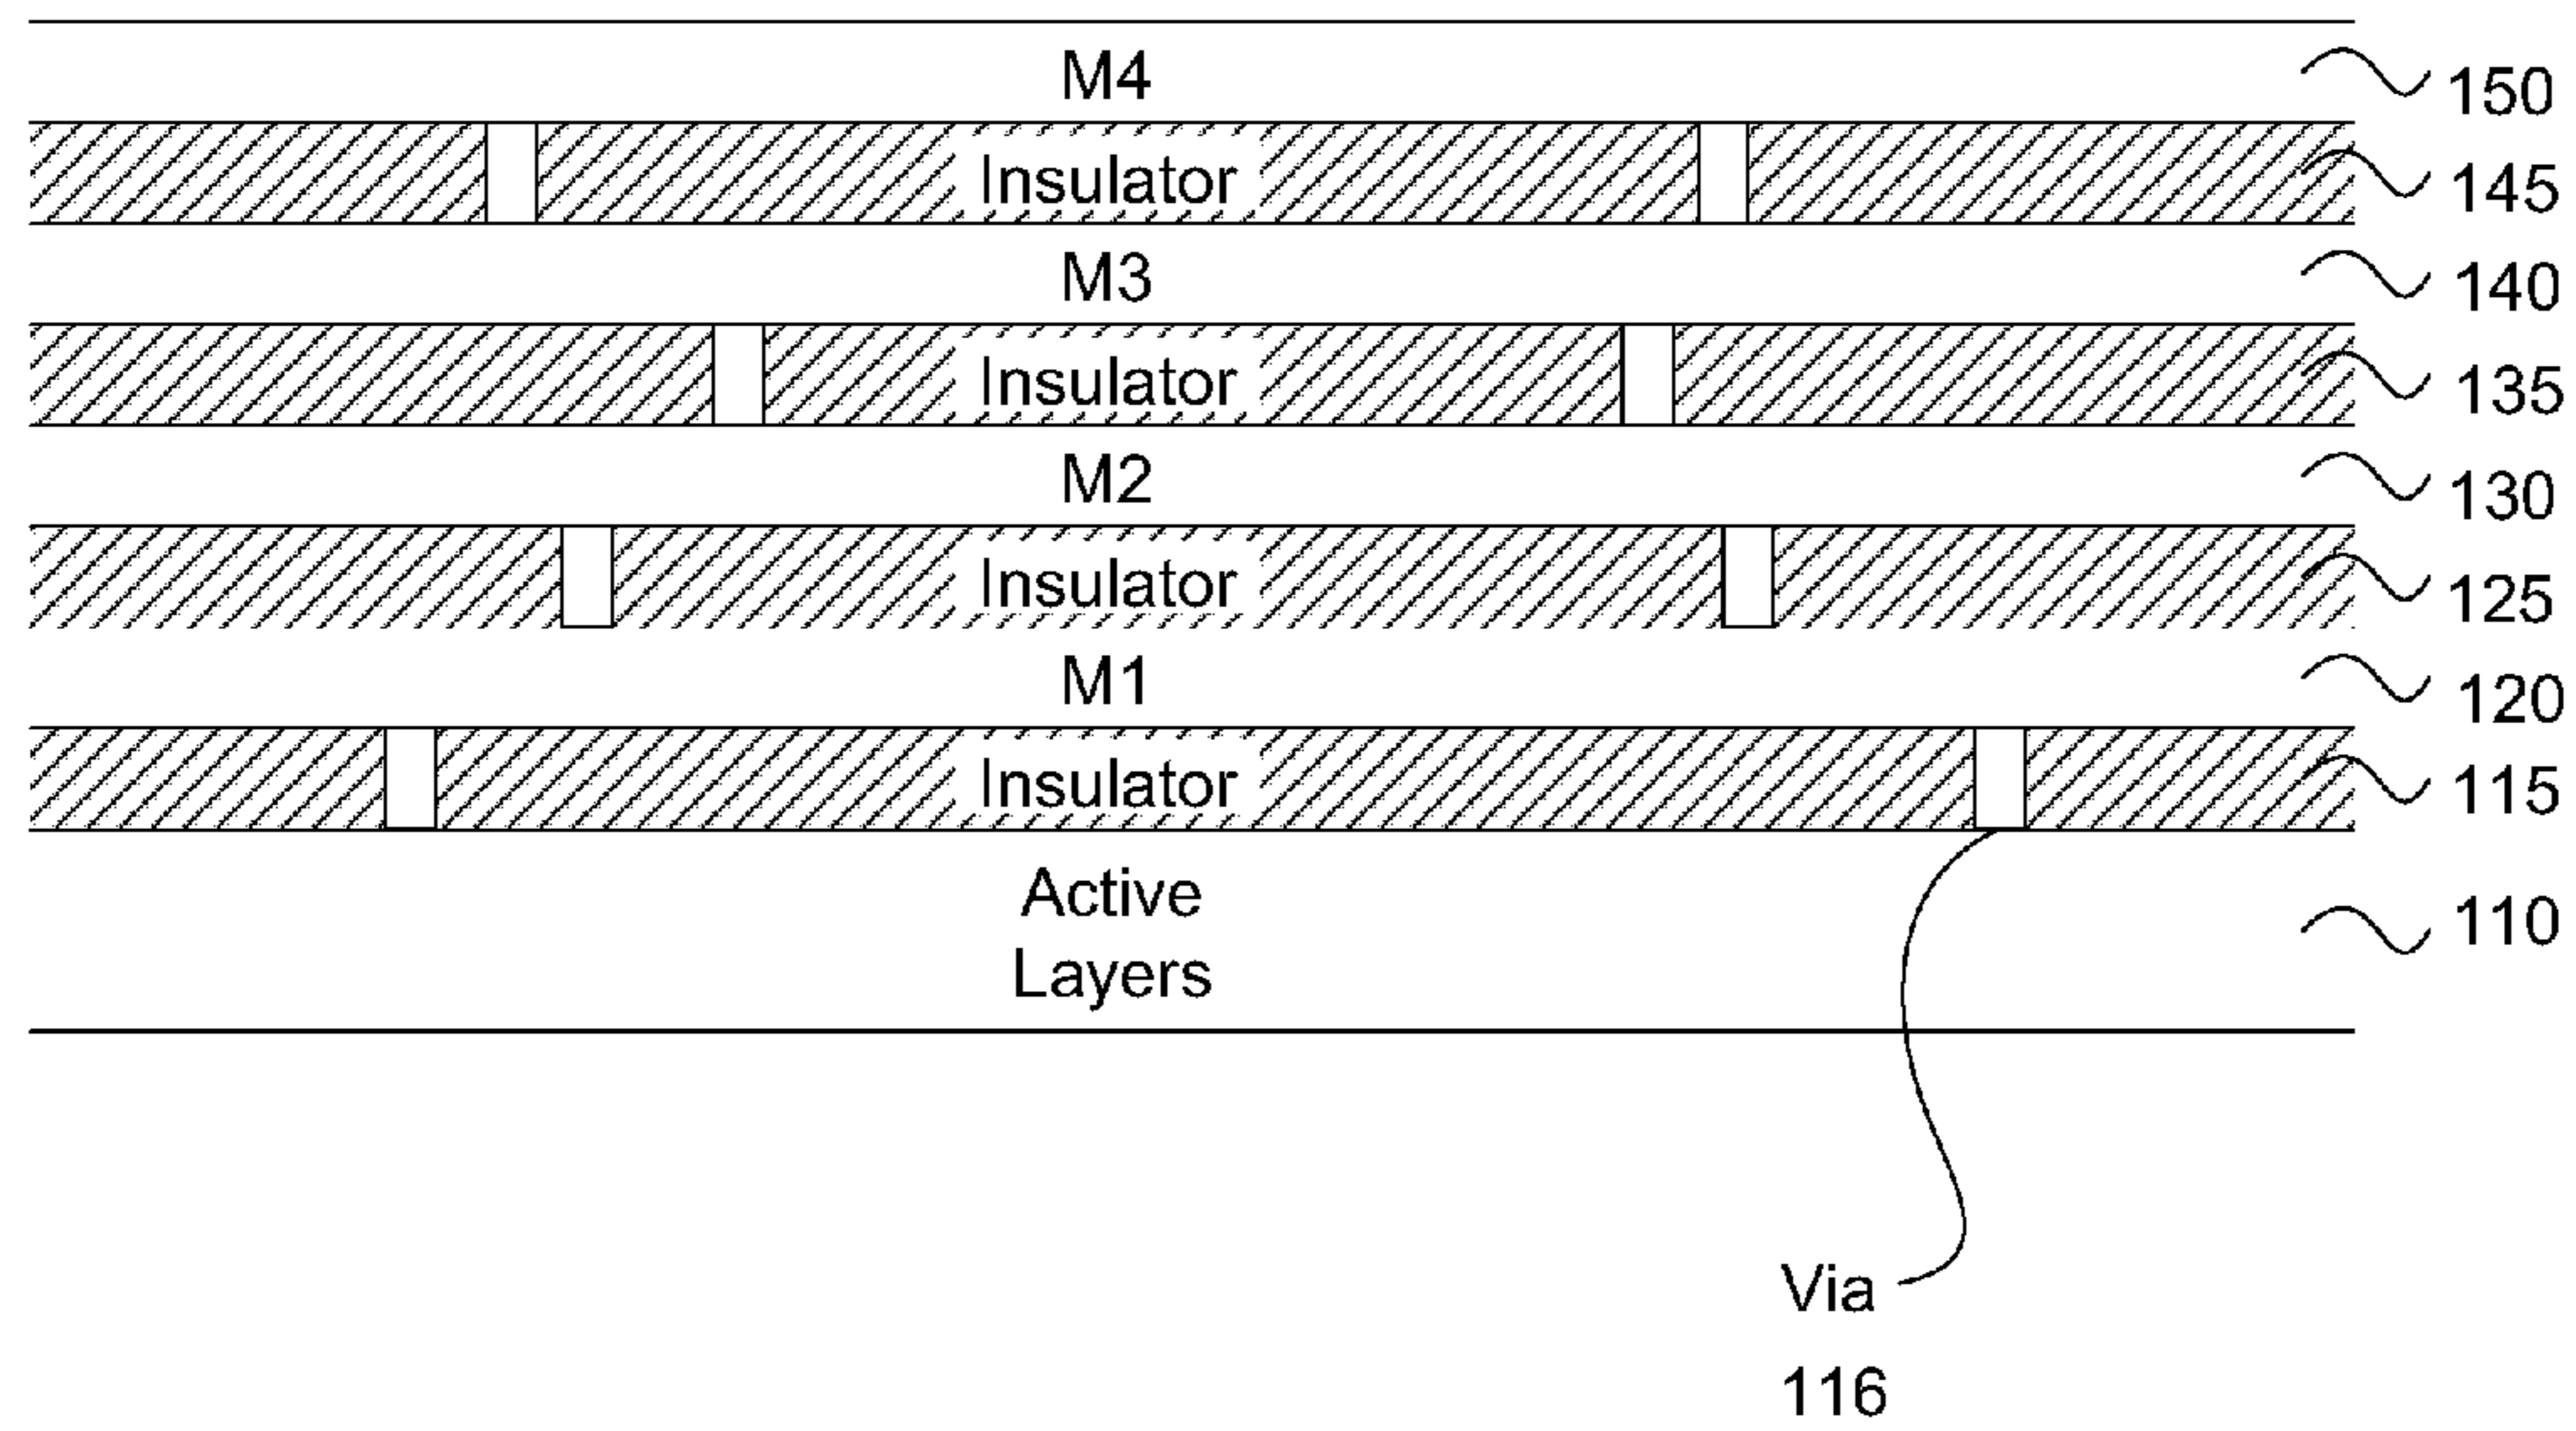 M4
150
Insulator
145
M3
140
Insulator
135
M2
130
Insulator
125
M1
120
Insulator
115
Active
Layers
110
Via
116